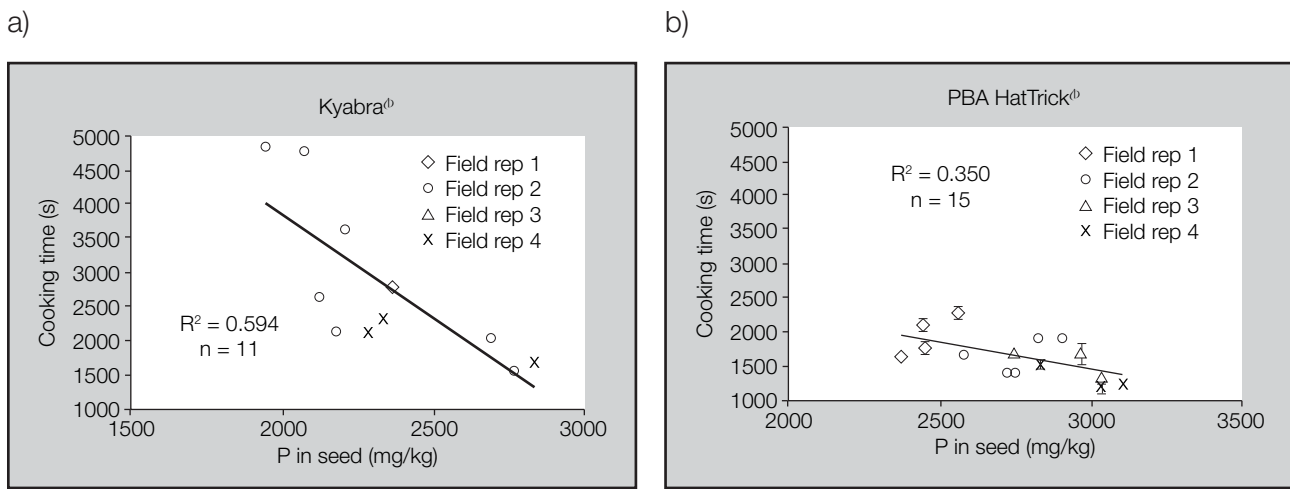 a)
Kyabra
5000
4500
4000
3500
3000
2500
2000
1500
1000
Cooking time (s)
◇ Field rep 1
○ Field rep 2
△ Field rep 3
x Field rep 4
R² = 0.594
n = 11
1500 2000 2500 3000
P in seed (mg/kg)
b)
PBA HatTrick
5000
4500
4000
3500
3000
2500
2000
1500
1000
Cooking time (s)
R² = 0.350
n = 15
◇ Field rep 1
○ Field rep 2
△ Field rep 3
x Field rep 4
2000 2500 3000 3500
P in seed (mg/kg)